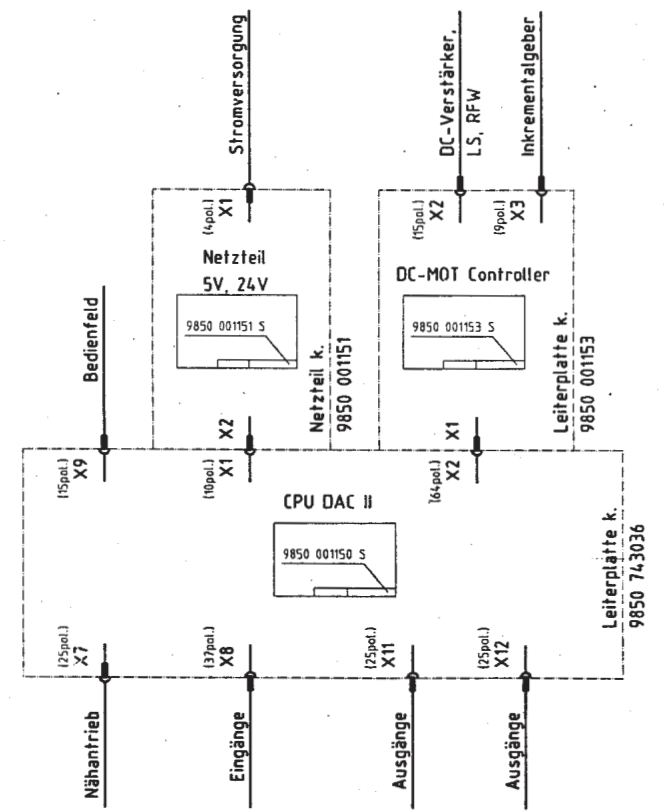 Stromversorgung
DC-Verstärker,
LS, RFW
Inkrementalgeber
(4pol.)
X1
(15pol.)
X2
(9pol.)
X3
Netzteil
5V, 24V
DC-MOT Controller
Bedienfeld
9850 001151 S
9850 001153 S
Netzteil k.
9850 001151
Leiterplatte k.
9850 001153
X2
X1
(15pol.)
X9
(10pol.)
X1
(64pol.)
X2
CPU DAC II
9850 001150 S
Leiterplatte k.
9850 743036
(25pol.)
X7
(37pol.)
X8
(25pol.)
X11
(25pol.)
X12
Nähantrieb
Eingänge
Ausgänge
Ausgänge